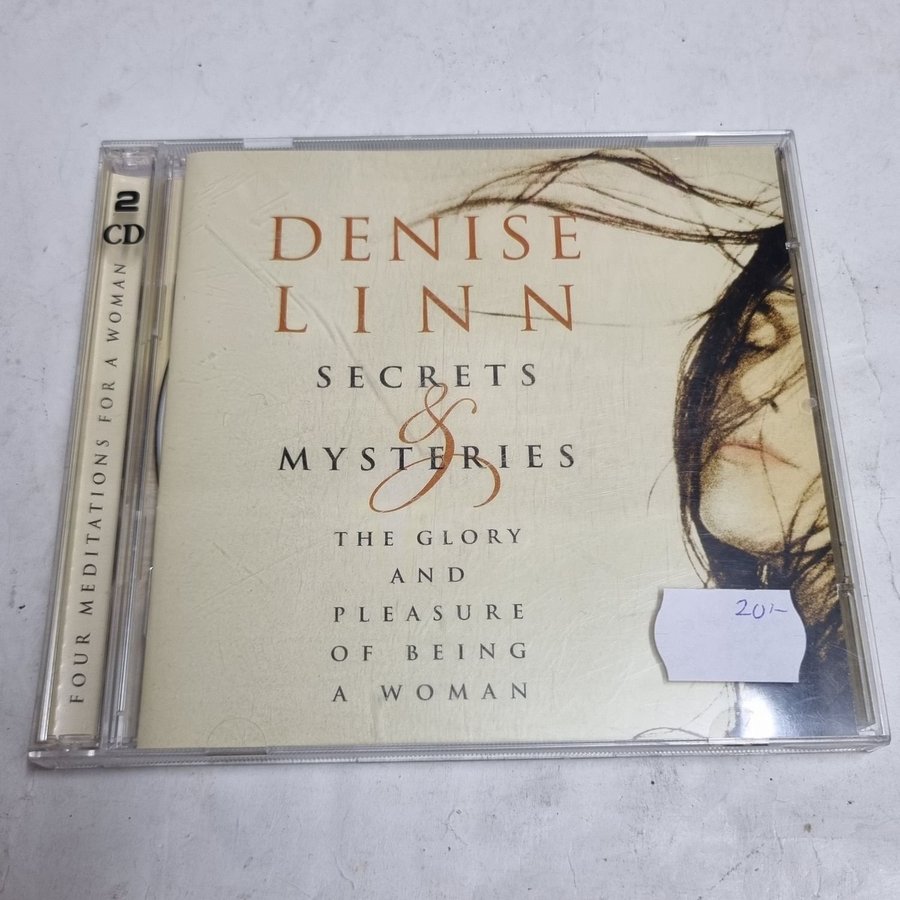 2
CD
FOUR MEDITATIONS FOR A WOMAN
DENISE
LINN
SECRETS
&
MYSTERIES
THE GLORY
AND
PLEASURE
OF BEING
A WOMAN
20:-